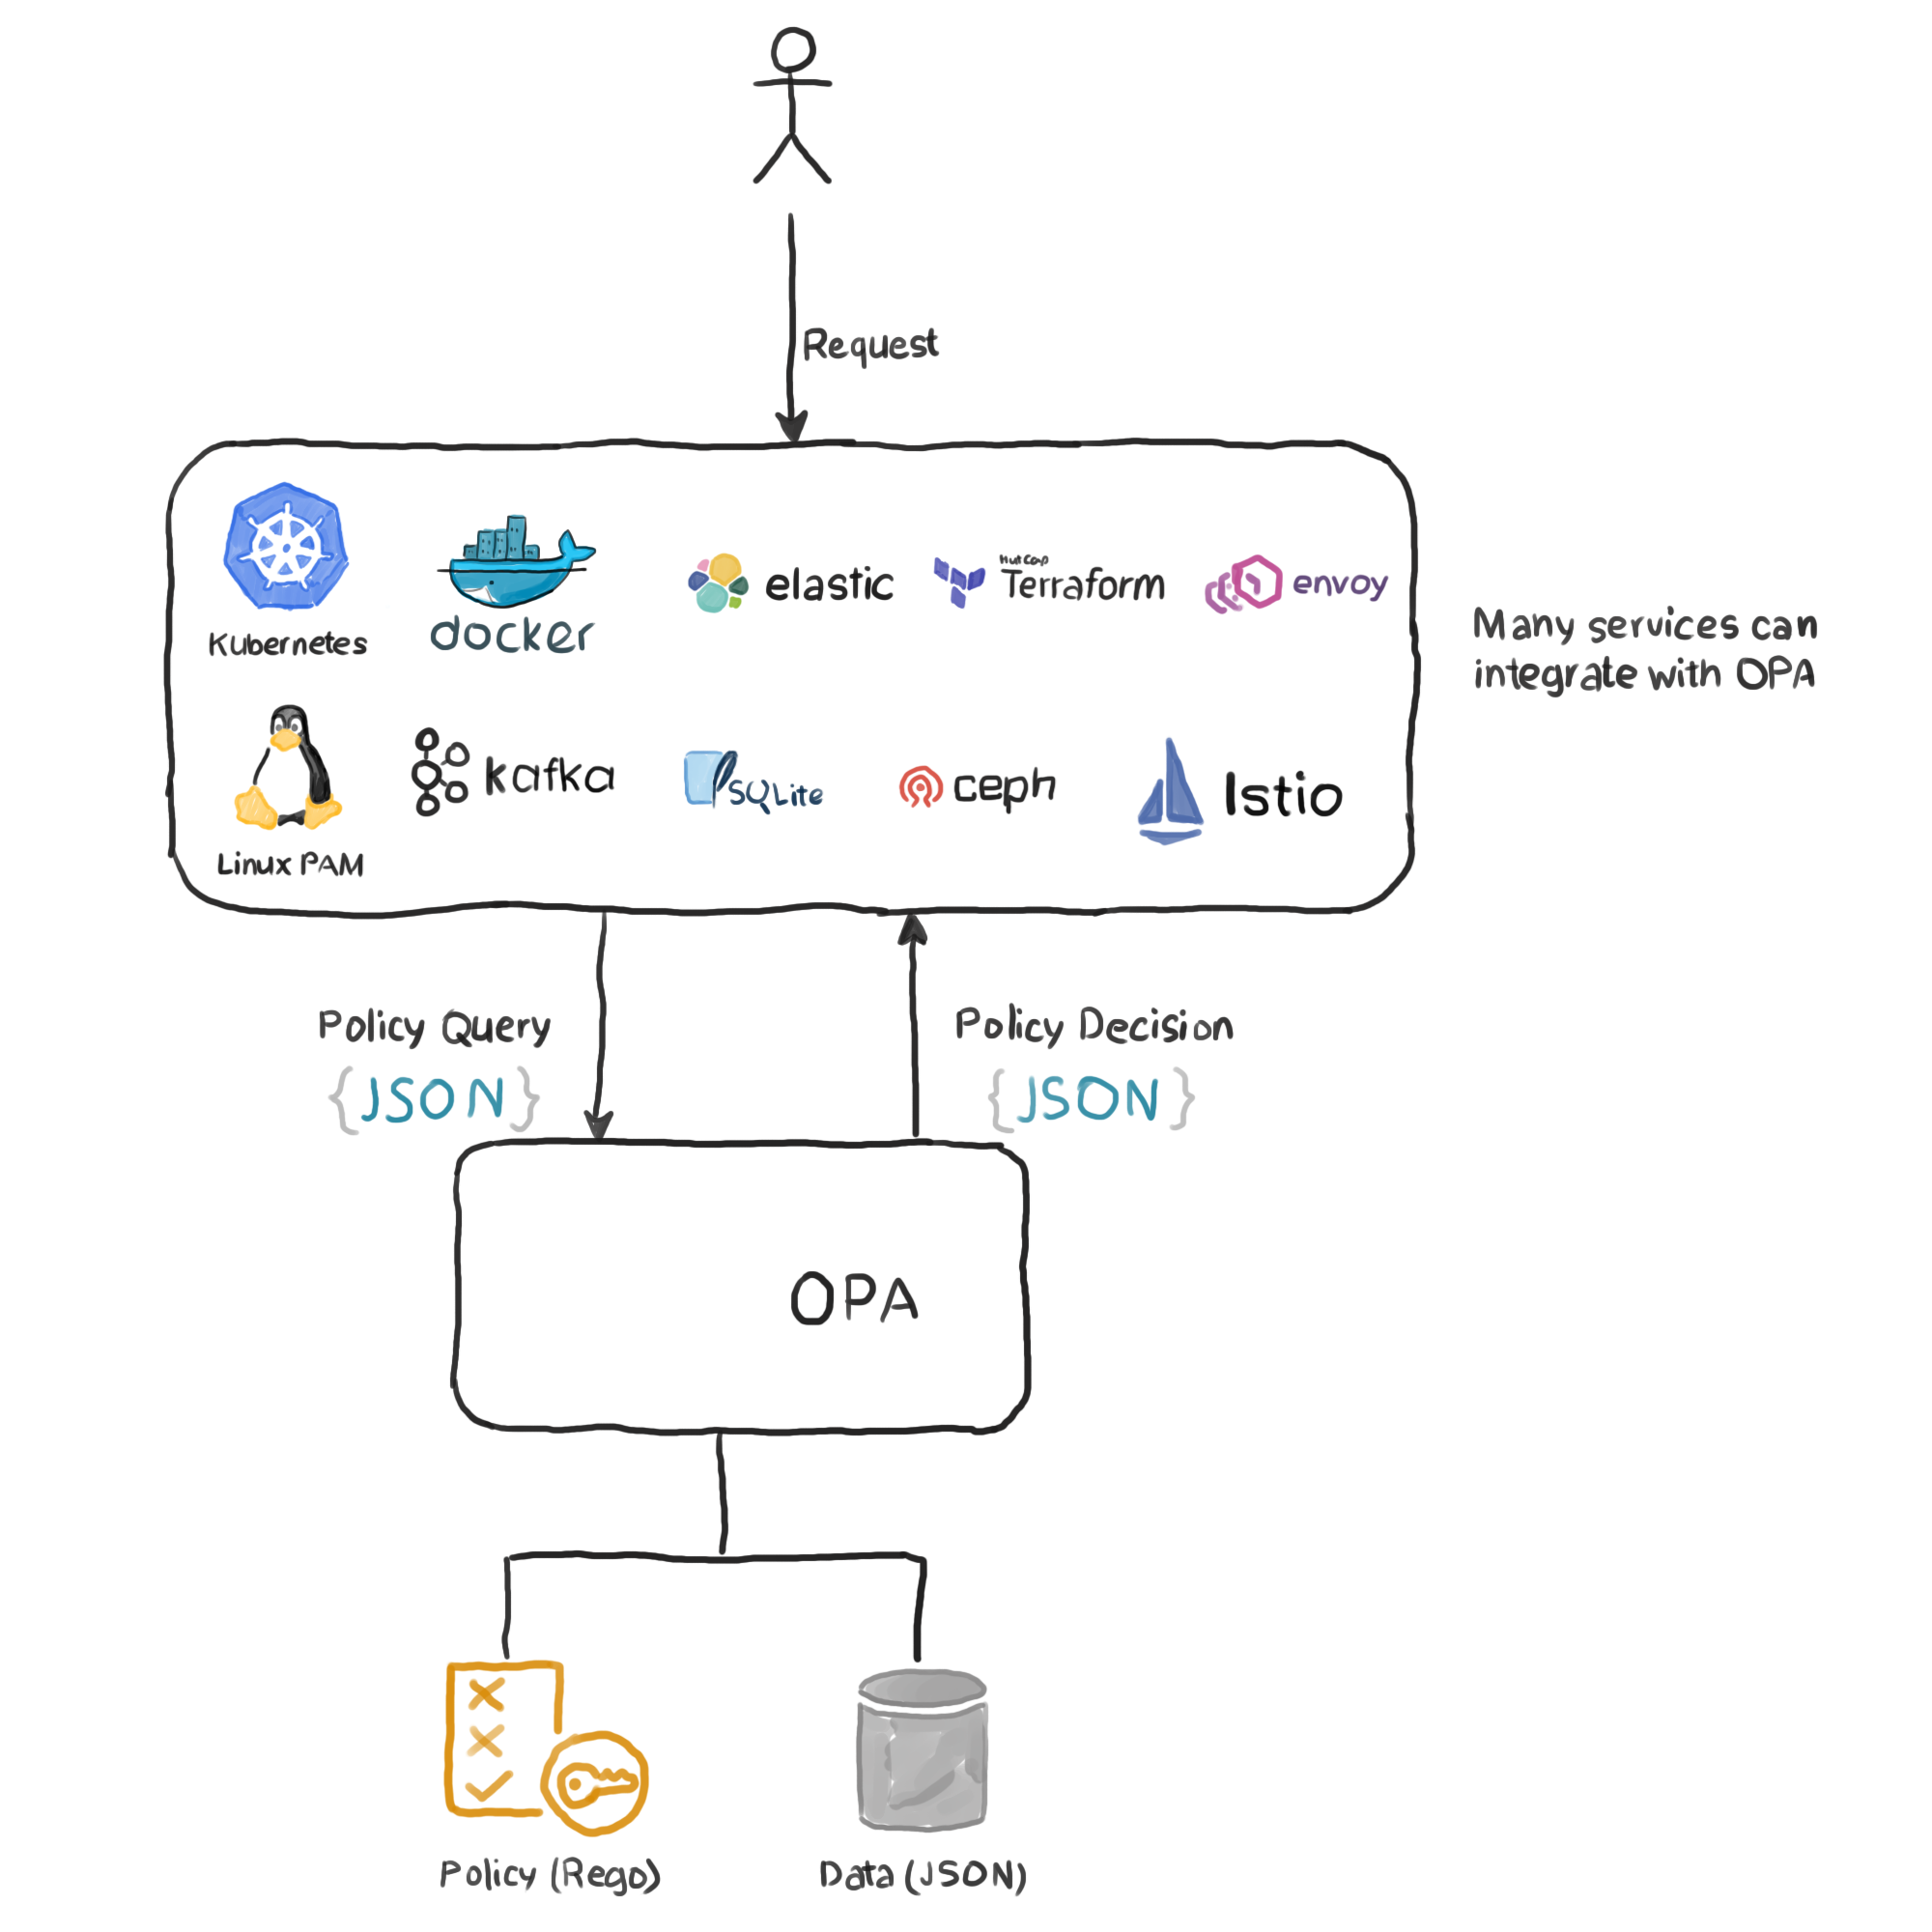 Request
Kubernetes
docker
elastic
Terraform
envoy
Many services can
integrate with OPA
Linux PAM
kafka
SQLite
ceph
Istio
Policy Query
{JSON}
Policy Decision
{JSON}
OPA
Policy (Rego)
Data (JSON)